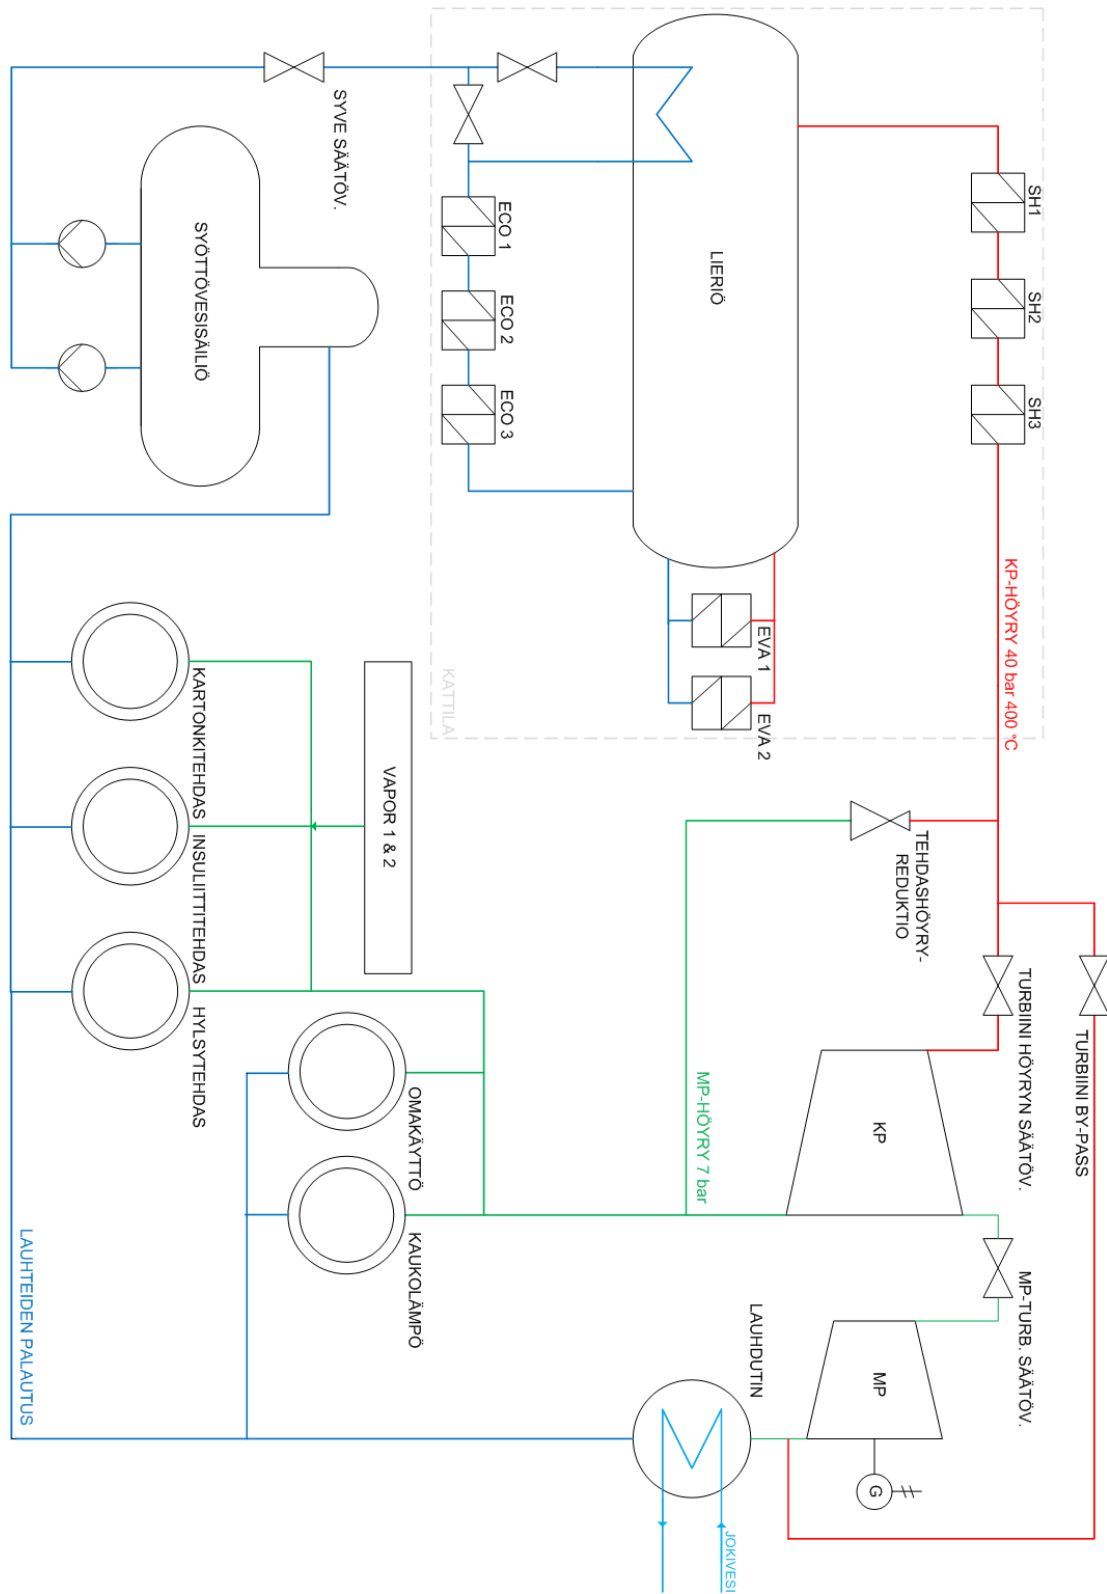 TURBIINI BY-PASS
SH1
SH2
SH3
KP-HÖYRY 40 bar 400 °C
TURBIINI HÖYRYN SÄÄTÖV.
MP-TURB. SÄÄTÖV.
TEHDASHÖYRY-
REDUKTIO
KP
MP
G
LIERIÖ
EVA 1
EVA 2
MP-HÖYRY 7 bar
LAUHDUTIN
JOKIVESI
ECO 1
ECO 2
ECO 3
KATTILA
SYVE SÄÄTÖV.
VAPOR 1 & 2
OMAKÄYTTÖ
KAUKOLÄMPÖ
SYÖTTÖVESISÄILIÖ
KARTONKITEHDAS
INSULIITTITEHDAS
HYLSYTEHDAS
LAUHTEIDEN PALAUTUS